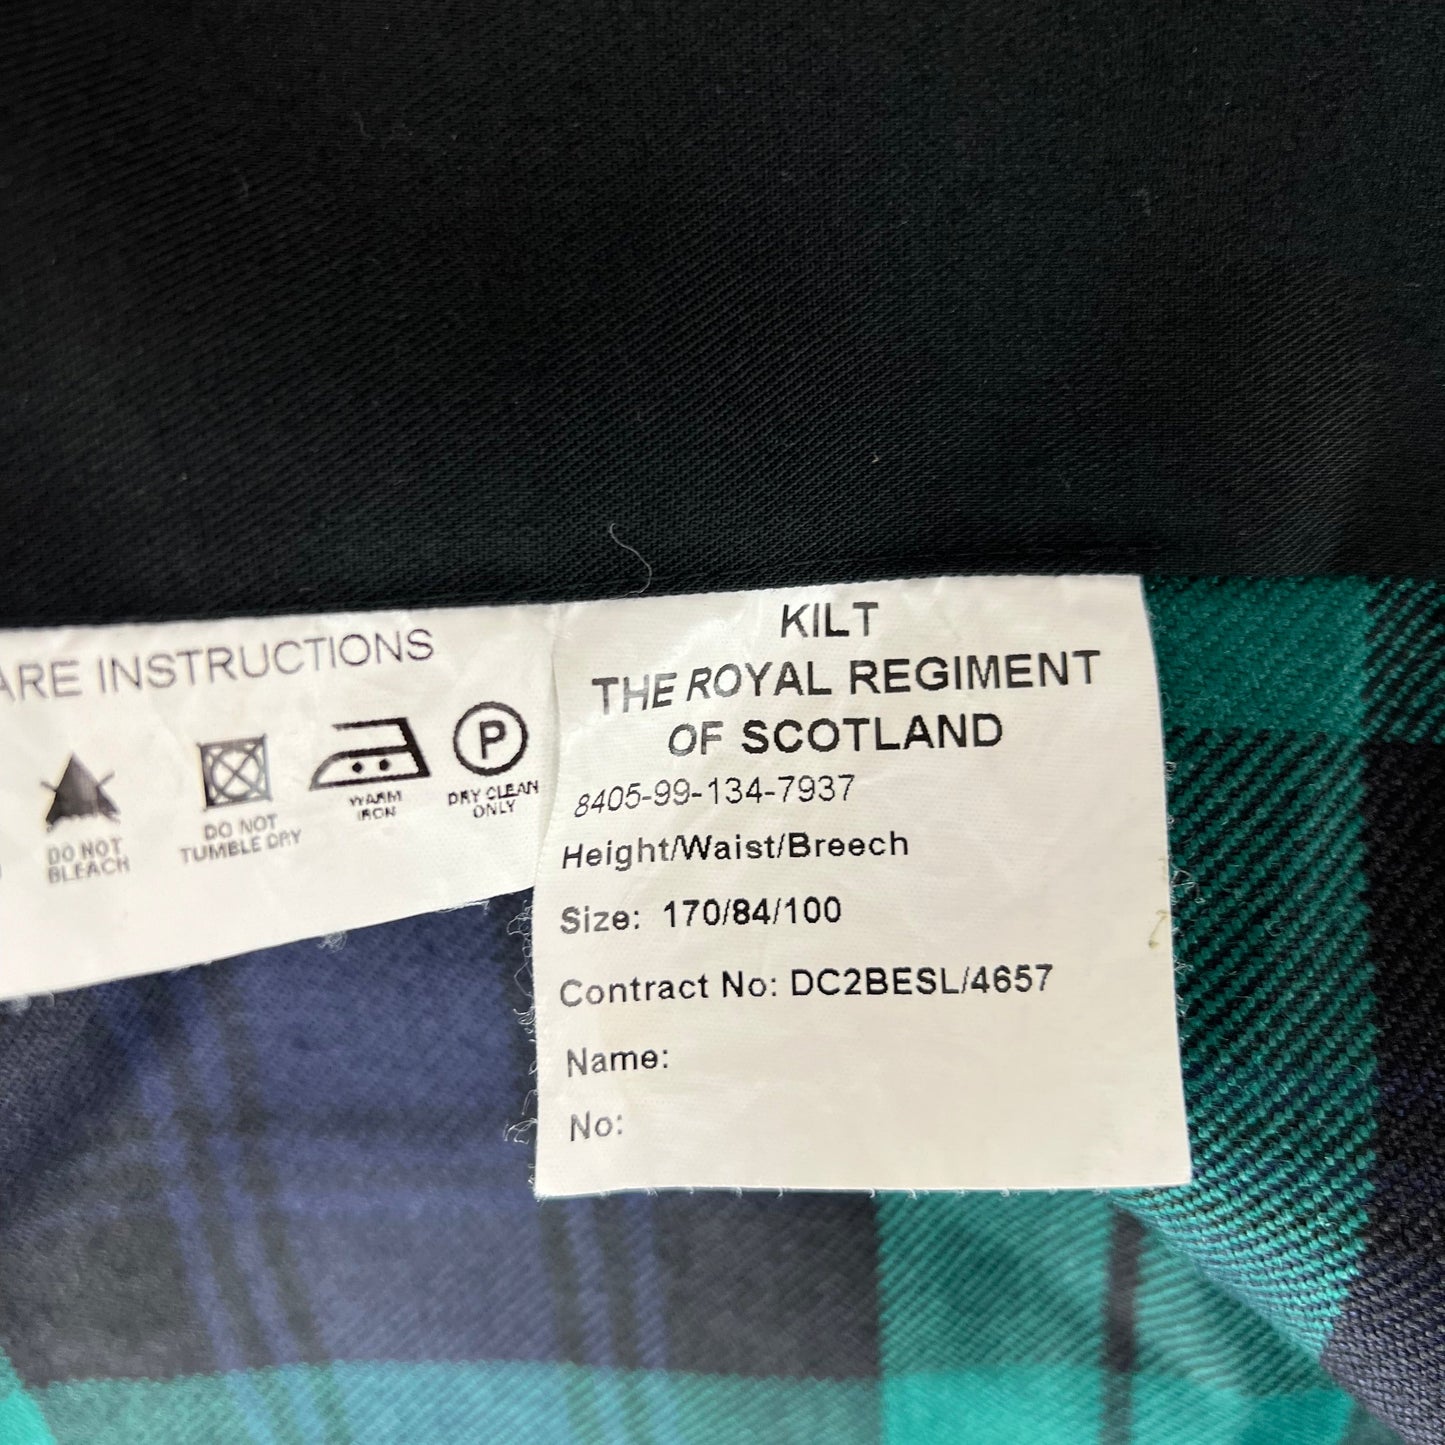 ARE INSTRUCTIONS
DO NOT
BLEACH
DO NOT
TUMBLE DRY
WARM
IRON
P
DRY CLEAN
ONLY
KILT
THE ROYAL REGIMENT
OF SCOTLAND
8405-99-134-7937
Height/Waist/Breech
Size: 170/84/100
Contract No: DC2BESL/4657
Name:
No: